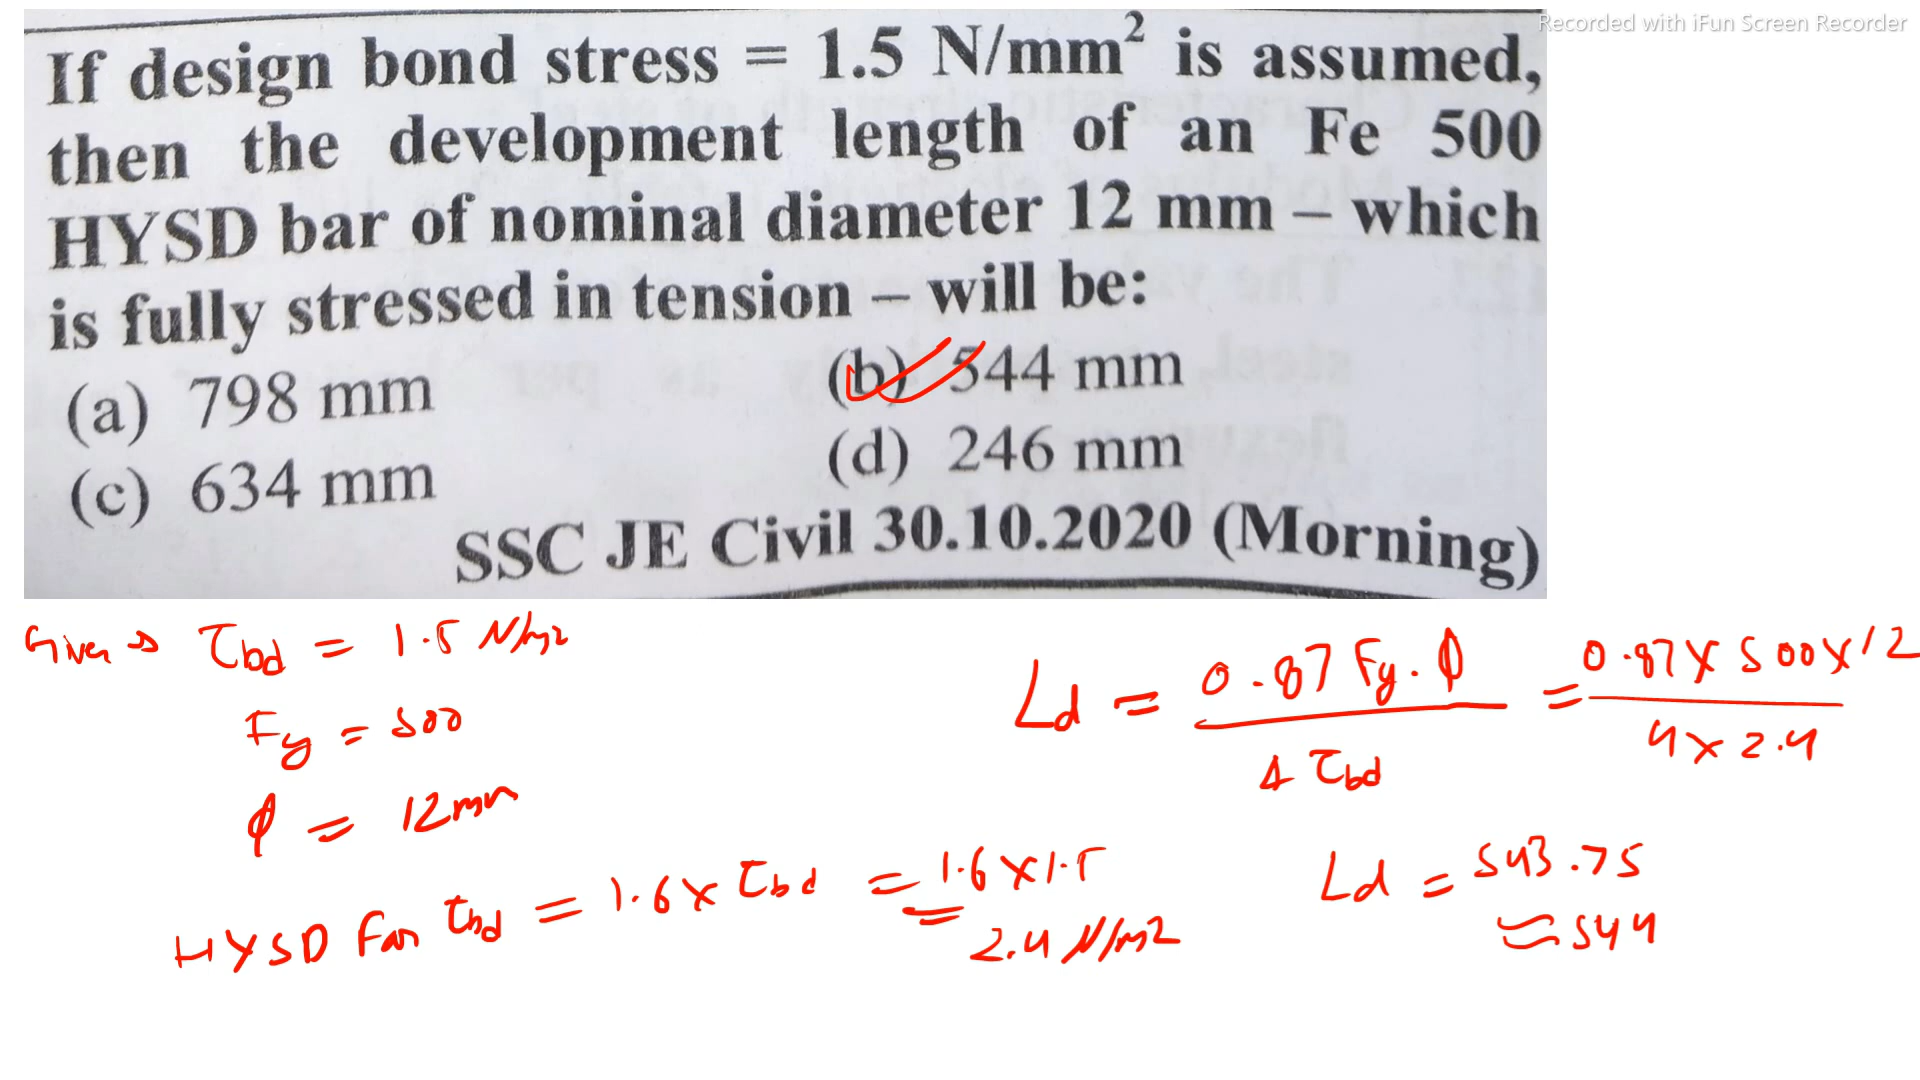 Recorded with iFun Screen Recorder
If design bond stress = 1.5 N/mm² is assumed,
then the development length of an Fe 500
HYSD bar of nominal diameter 12 mm – which
is fully stressed in tension – will be:
(a) 798 mm (b) 544 mm
(c) 634 mm (d) 246 mm
SSC JE Civil 30.10.2020 (Morning)
Given ⇒ τbd = 1.5 N/m2
Fy = 500
ϕ = 12mm
HYSD For τbd = 1.6 × τbd = 1.6 × 1.5
= 2.4 N/m2
Ld = 0.87 Fy . ϕ / 4 τbd = 0.87 × 500 × 12 / 4 × 2.4
Ld = 543.75
≈ 544